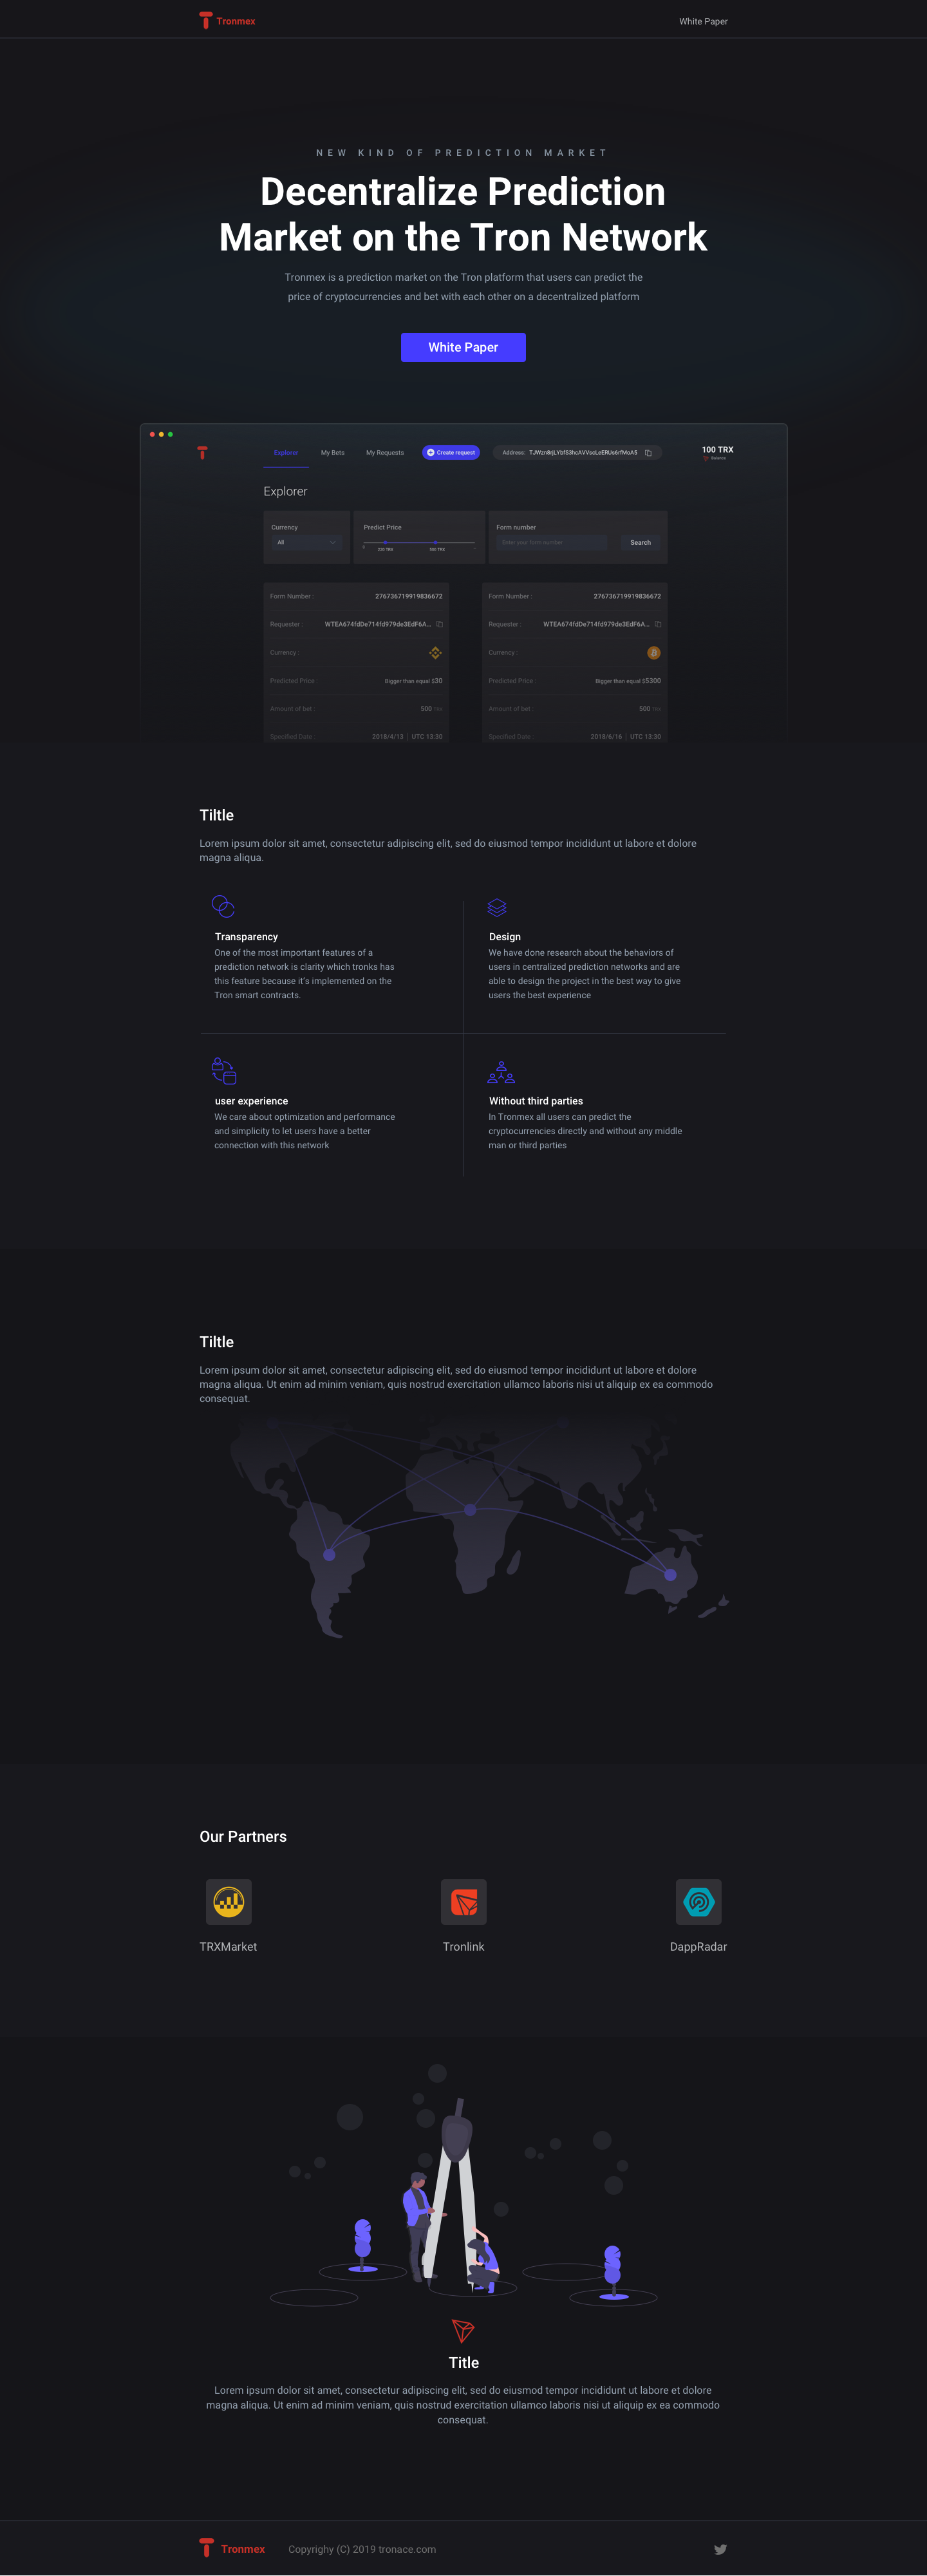 Tronmex
White Paper
NEW KIND OF PREDICTION MARKET
Decentralize Prediction
Market on the Tron Network
Tronmex is a prediction market on the Tron platform that users can predict the
price of cryptocurrencies and bet with each other on a decentralized platform
White Paper
Explorer
My Bets
My Requests
Create request
Address:
100 TRX
Balance
Explorer
Currency
All
Predict Price
Form number
Enter your form number
Search
Form Number :
276736719919836672
Form Number :
276736719919836672
Requester :
WTEA674fdDe714fd979de3EdF6A...
Requester :
WTEA674fdDe714fd979de3EdF6A...
Currency :
Currency :
Predicted Price :
Bigger than equal $30
Predicted Price :
Bigger than equal $5300
Amount of bet :
500 TRX
Amount of bet :
500 TRX
Specified Date :
2018/4/13 | UTC 13:30
Specified Date :
2018/6/16 | UTC 13:30
Tiltle
Lorem ipsum dolor sit amet, consectetur adipiscing elit, sed do eiusmod tempor incididunt ut labore et dolore
magna aliqua.
Transparency
One of the most important features of a
prediction network is clarity which tronks has
this feature because it's implemented on the
Tron smart contracts.
Design
We have done research about the behaviors of
users in centralized prediction networks and are
able to design the project in the best way to give
users the best experience
user experience
We care about optimization and performance
and simplicity to let users have a better
connection with this network
Without third parties
In Tronmex all users can predict the
cryptocurrencies directly and without any middle
man or third parties
Tiltle
Lorem ipsum dolor sit amet, consectetur adipiscing elit, sed do eiusmod tempor incididunt ut labore et dolore
magna aliqua. Ut enim ad minim veniam, quis nostrud exercitation ullamco laboris nisi ut aliquip ex ea commodo
consequat.
Our Partners
TRXMarket
Tronlink
DappRadar
Title
Lorem ipsum dolor sit amet, consectetur adipiscing elit, sed do eiusmod tempor incididunt ut labore et dolore
magna aliqua. Ut enim ad minim veniam, quis nostrud exercitation ullamco laboris nisi ut aliquip ex ea commodo
consequat.
Tronmex
Copyrighy (C) 2019 tronace.com